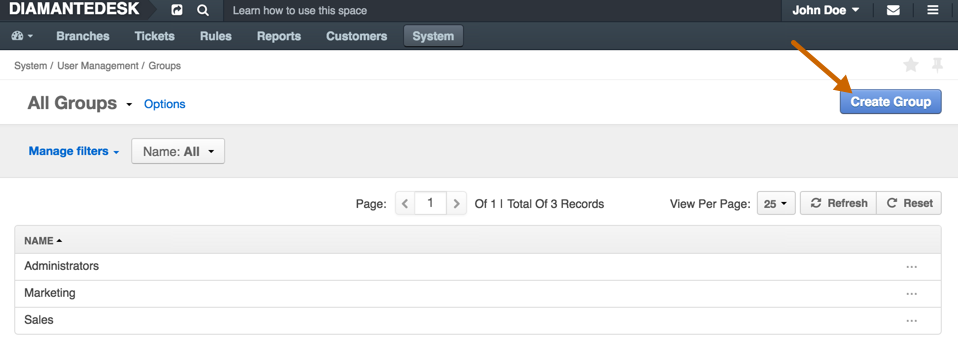 DIAMANTEDESK Learn how to use this space John Doe
Branches Tickets Rules Reports Customers System
System / User Management / Groups
All Groups Options Create Group
Manage filters Name: All
Page: 1 Of 1 | Total Of 3 Records View Per Page: 25 Refresh Reset
NAME
Administrators ...
Marketing ...
Sales ...